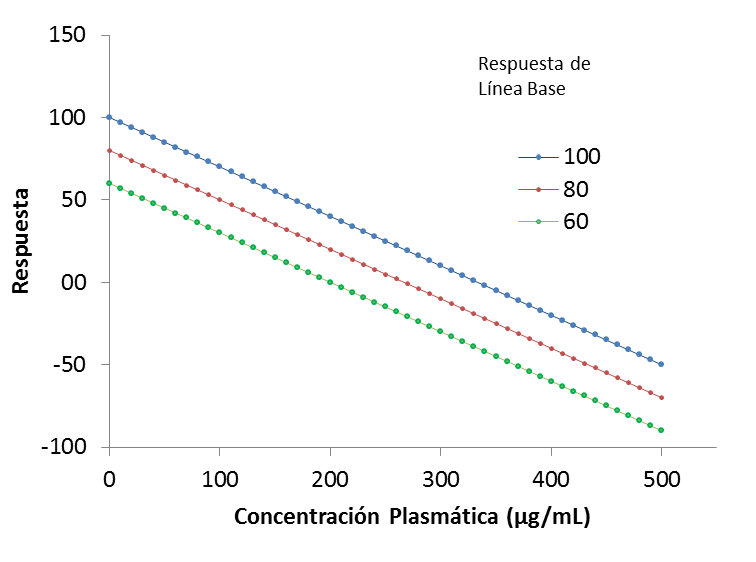 150
100
50
00
-50
-100
Respuesta
Respuesta de
Línea Base
100
80
60
0 100 200 300 400 500
Concentración Plasmática (µg/mL)